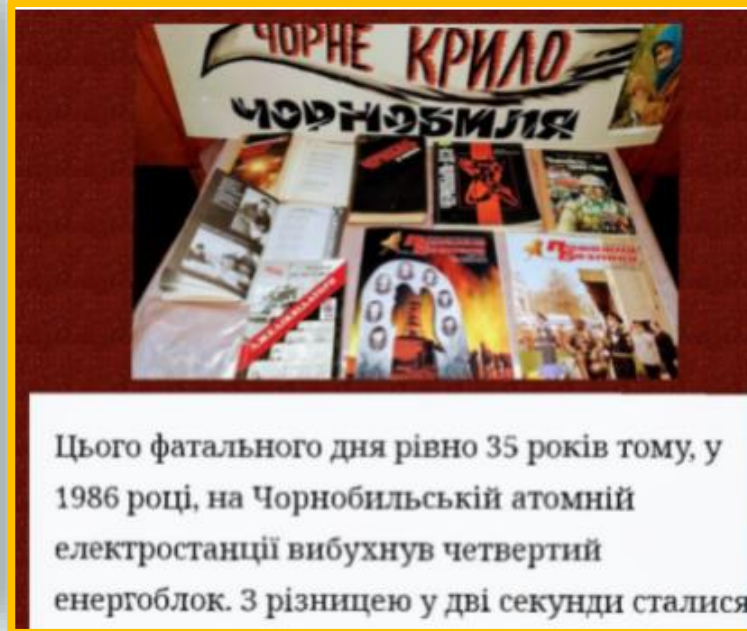 ЧОРНЕ КРИЛО
ЧОРНОБИЛЯ
Цього фатального дня рівно 35 років тому, у
1986 році, на Чорнобильській атомній
електростанції вибухнув четвертий
енергоблок. З різницею у дві секунди сталися